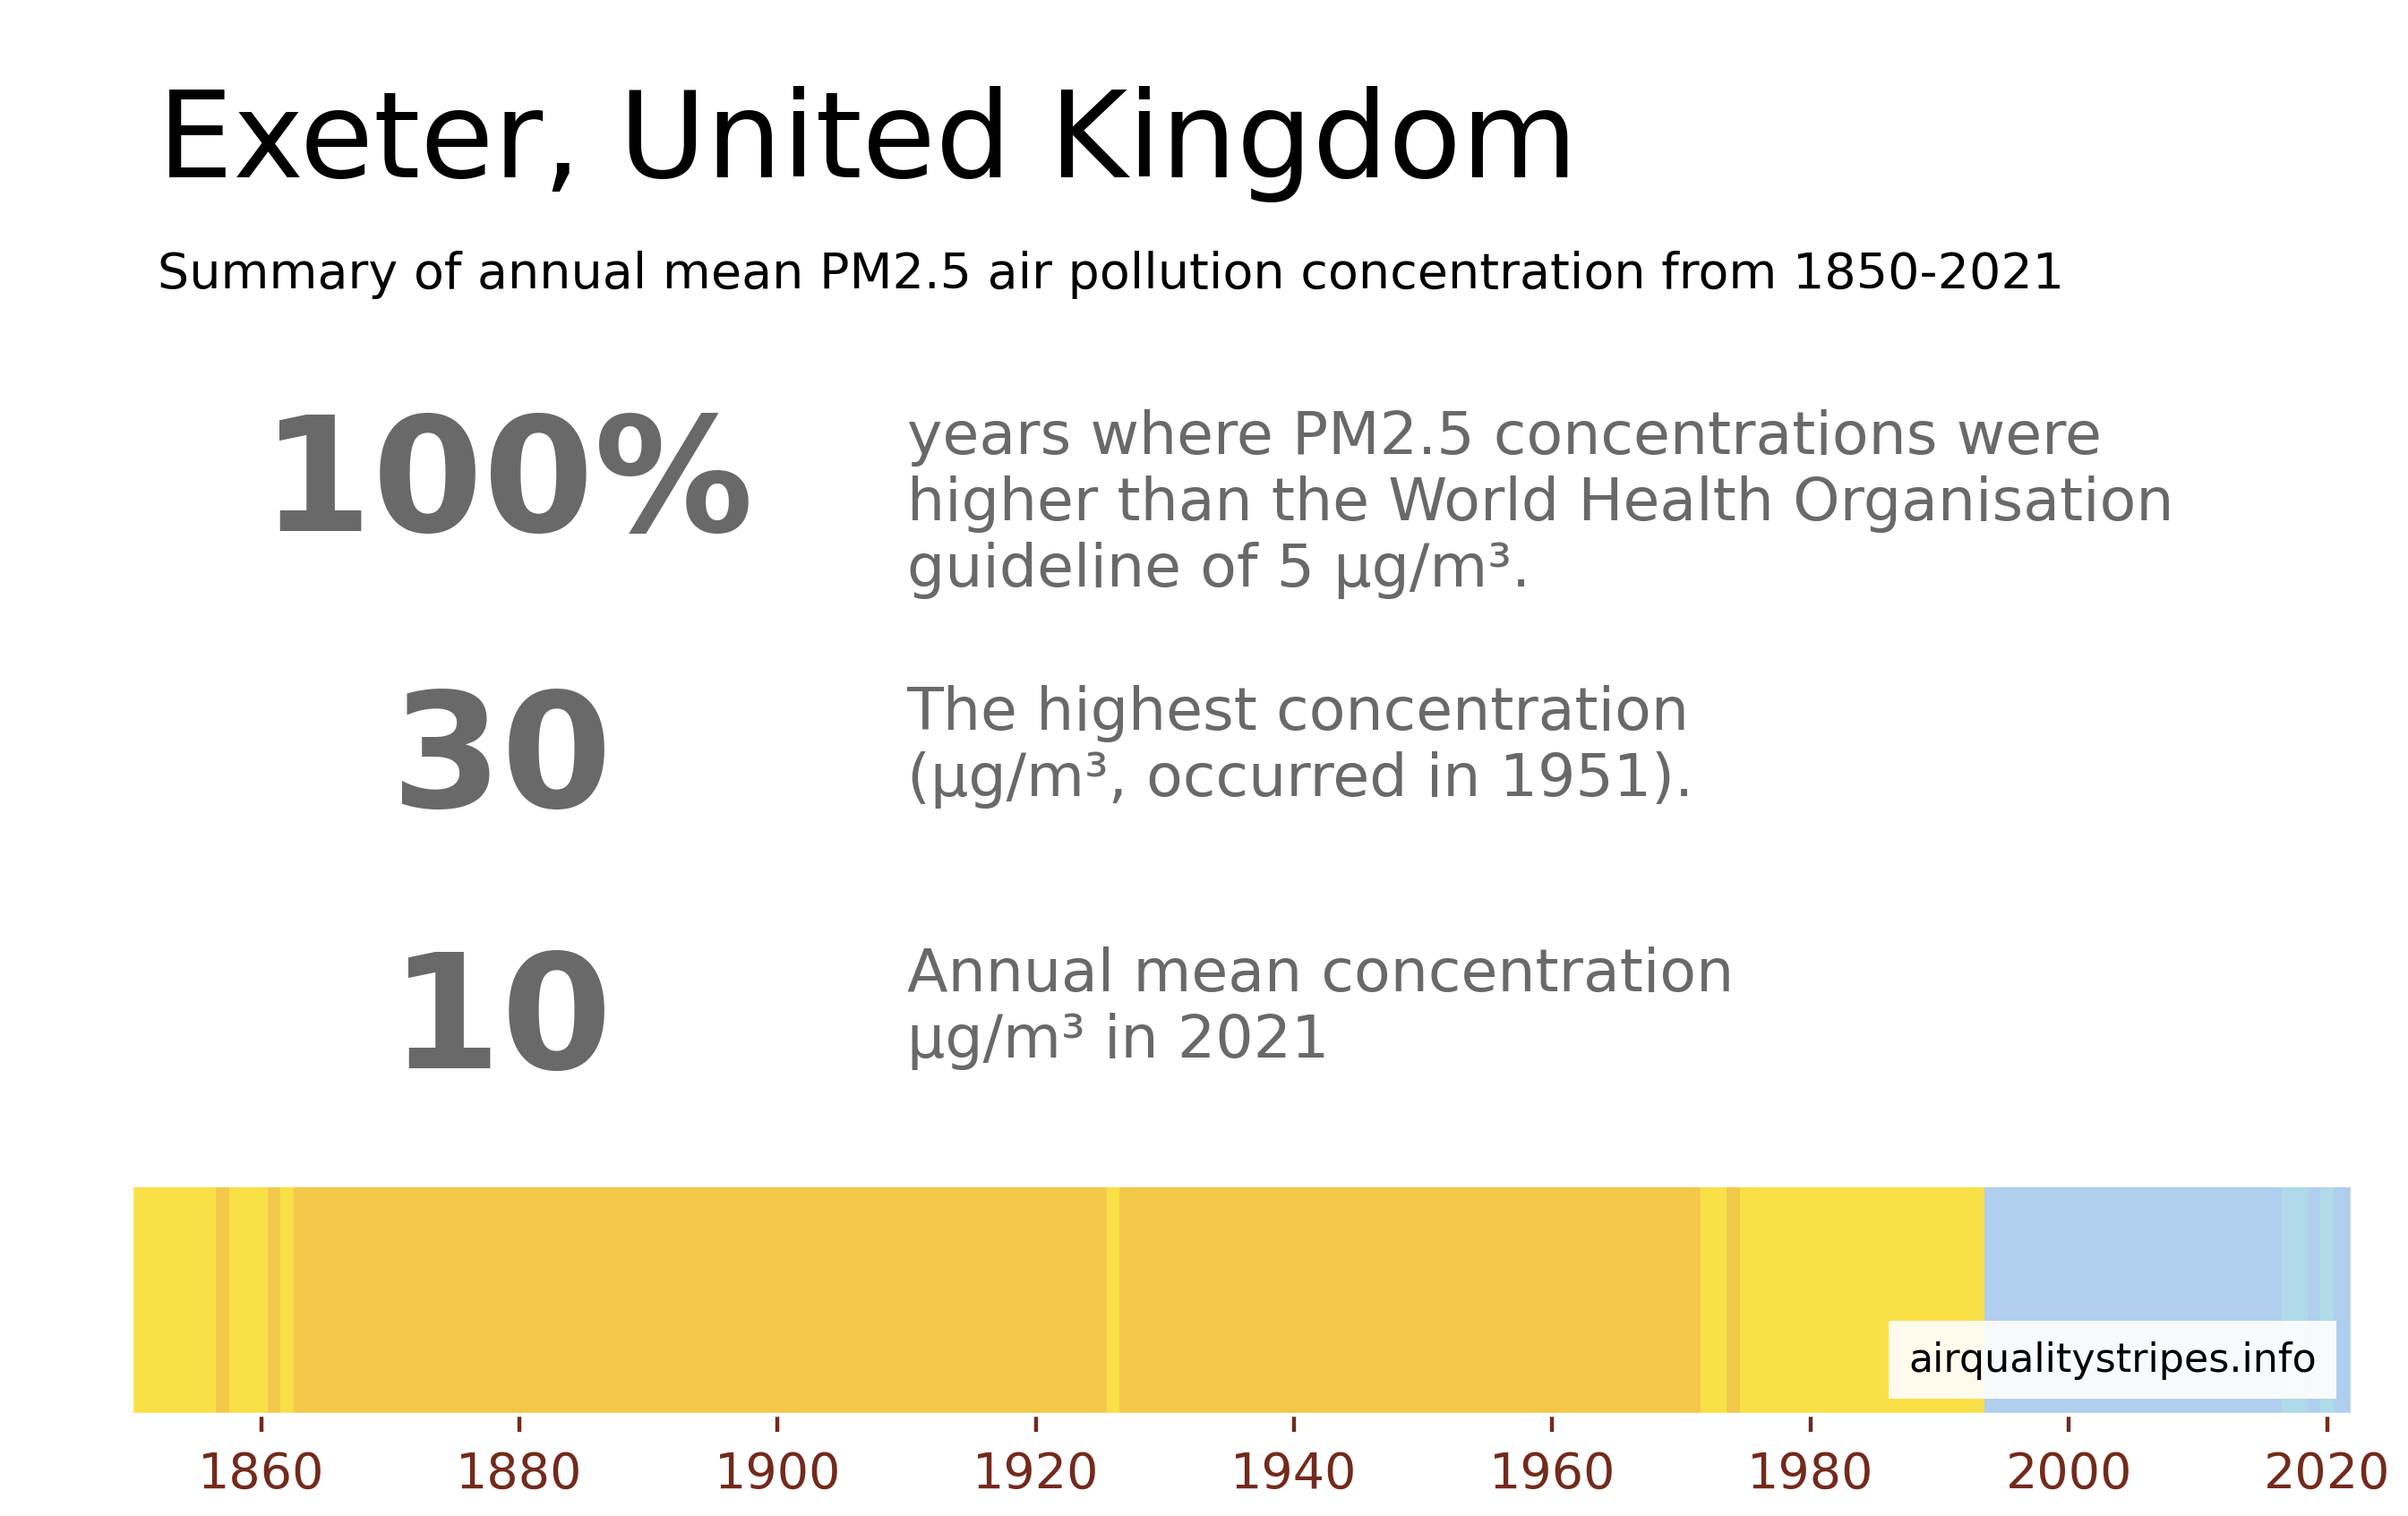 Exeter, United Kingdom
Summary of annual mean PM2.5 air pollution concentration from 1850-2021
100%
years where PM2.5 concentrations were
higher than the World Health Organisation
guideline of 5 µg/m³.
30
The highest concentration
(µg/m³, occurred in 1951).
10
Annual mean concentration
µg/m³ in 2021
airqualitystripes.info
1860 1880 1900 1920 1940 1960 1980 2000 2020